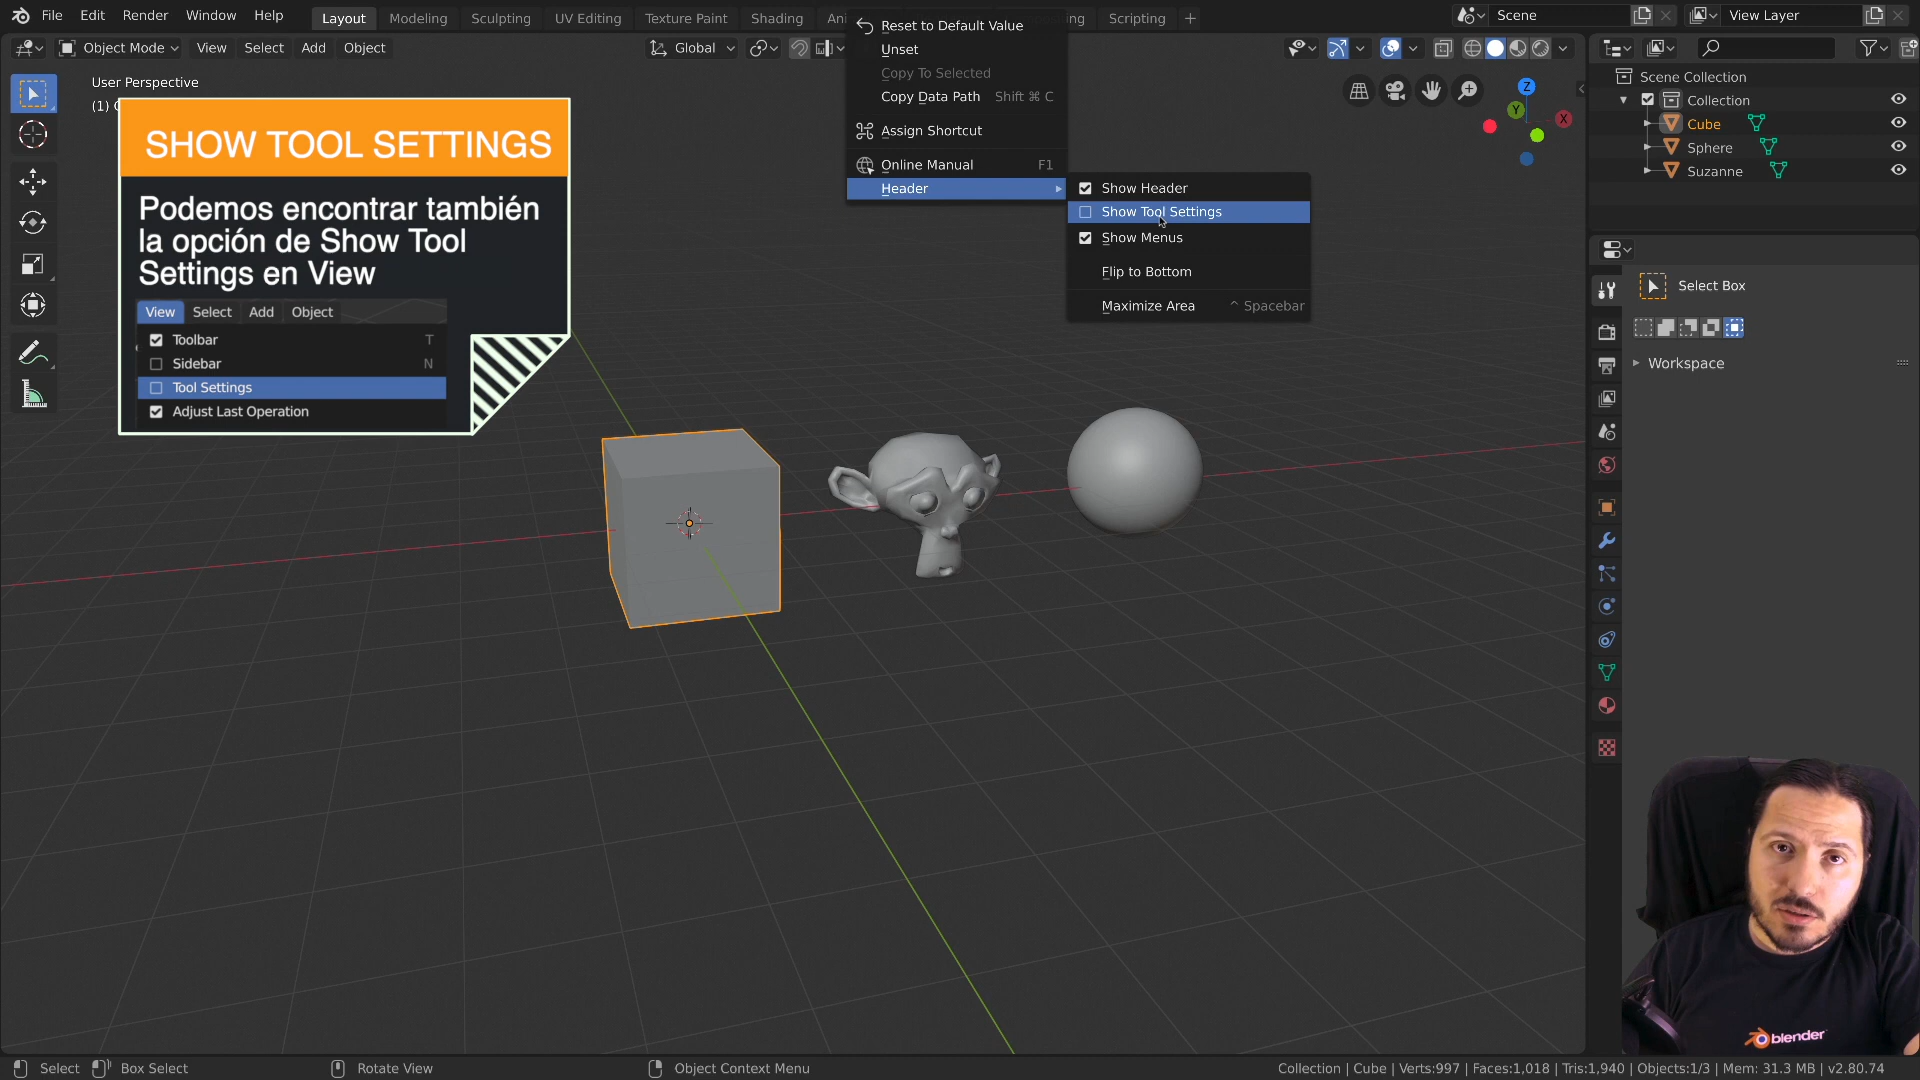 File Edit Render Window Help Layout Modeling Sculpting UV Editing Texture Paint Shading Scripting + Scene View Layer
Object Mode View Select Add Object Global
User Perspective
(1)
SHOW TOOL SETTINGS
Podemos encontrar también
la opción de Show Tool
Settings en View
View Select Add Object
Toolbar T
Sidebar N
Tool Settings
Adjust Last Operation
Reset to Default Value
Unset
Copy To Selected
Copy Data Path Shift ⌘ C
Assign Shortcut
Online Manual F1
Header
Show Header
Show Tool Settings
Show Menus
Flip to Bottom
Maximize Area ^ Spacebar
Z
Y
X
Scene Collection
Collection
Cube
Sphere
Suzanne
Select Box
Workspace
blender
Select Box Select Rotate View Object Context Menu Collection | Cube | Verts:997 | Faces:1,018 | Tris:1,940 | Objects:1/3 | Mem: 31.3 MB | v2.80.74